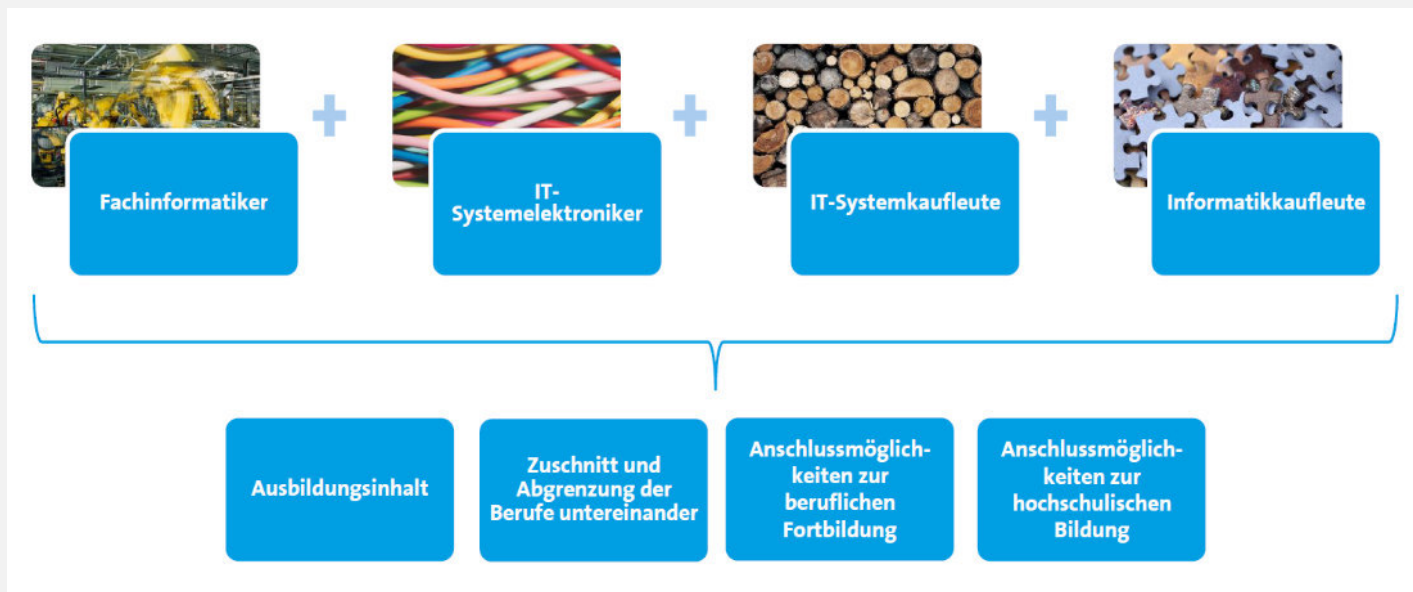 Fachinformatiker
IT-
Systemelektroniker
IT-Systemkaufleute
Informatikkaufleute
Ausbildungsinhalt
Zuschnitt und
Abgrenzung der
Berufe untereinander
Anschlussmöglich-
keiten zur
beruflichen
Fortbildung
Anschlussmöglich-
keiten zur
hochschulischen
Bildung